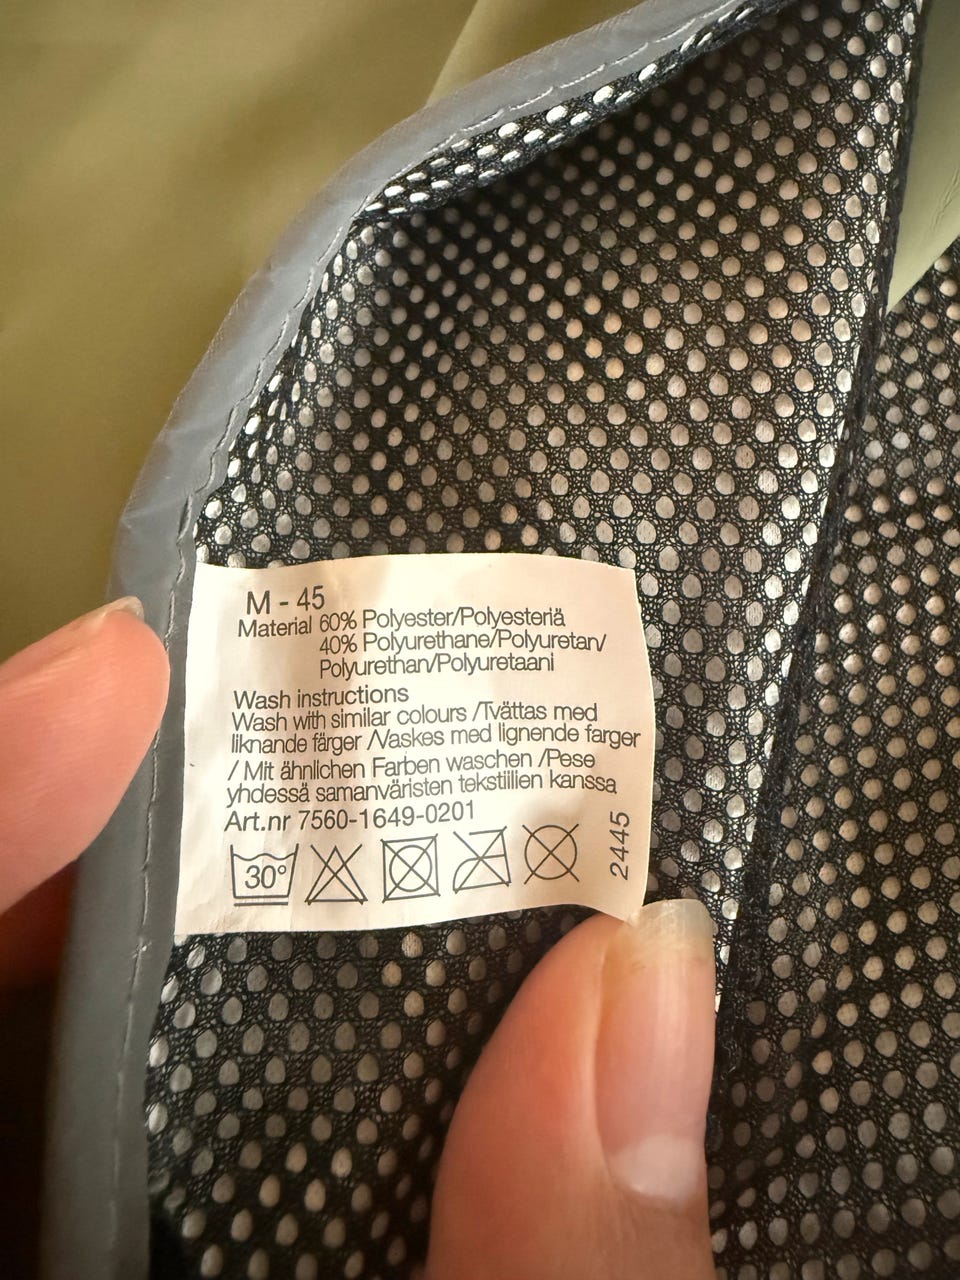 M - 45
Material 60% Polyester/Polyesteriä
40% Polyurethane/Polyuretan/
Polyurethan/Polyuretaani
Wash instructions
Wash with similar colours /Tvättas med
liknande färger /Vaskes med lignende farger
/ Mit ähnlichen Farben waschen /Pese
yhdessä samanväristen tekstiilien kanssa
Art.nr 7560-1649-0201
30°
2445